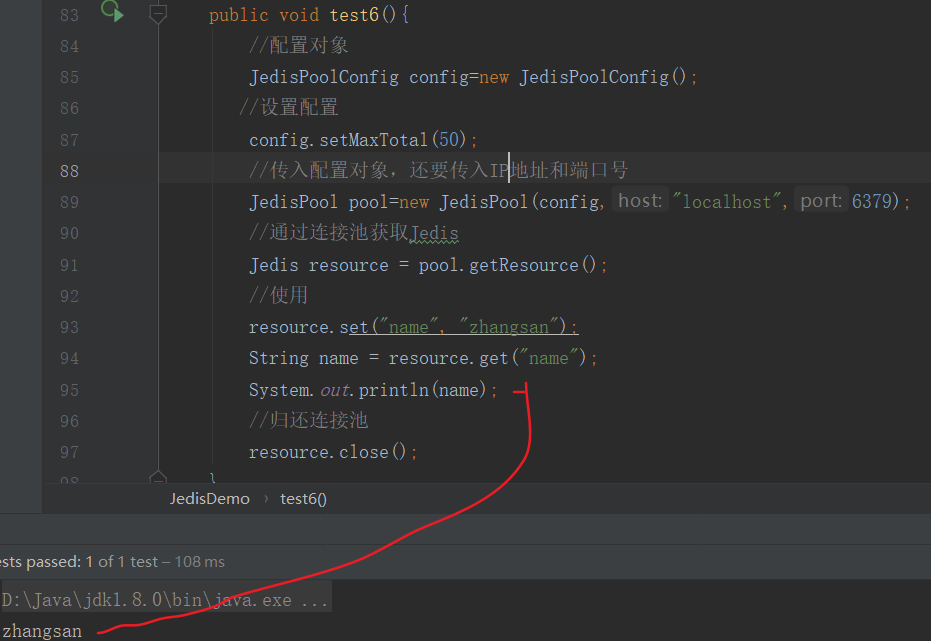 83 public void test6(){
84 //配置对象
85 JedisPoolConfig config=new JedisPoolConfig();
86 //设置配置
87 config.setMaxTotal(50);
88 //传入配置对象，还要传入IP地址和端口号
89 JedisPool pool=new JedisPool(config, host: "localhost", port: 6379);
90 //通过连接池获取Jedis
91 Jedis resource = pool.getResource();
92 //使用
93 resource.set("name", "zhangsan");
94 String name = resource.get("name");
95 System.out.println(name);
96 //归还连接池
97 resource.close();
98 }
JedisDemo › test6()
ests passed: 1 of 1 test – 108 ms
D:\Java\jdk1.8.0\bin\java.exe ...
zhangsan